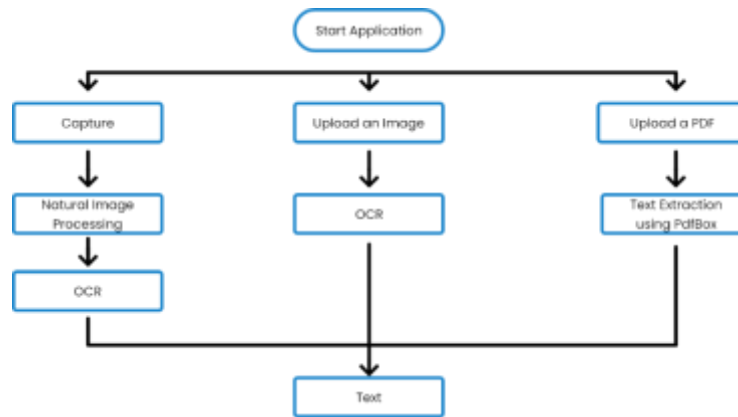 Start Application
Capture
Upload an Image
Upload a PDF
Natural Image
Processing
OCR
Text Extraction
using PdfBox
OCR
Text